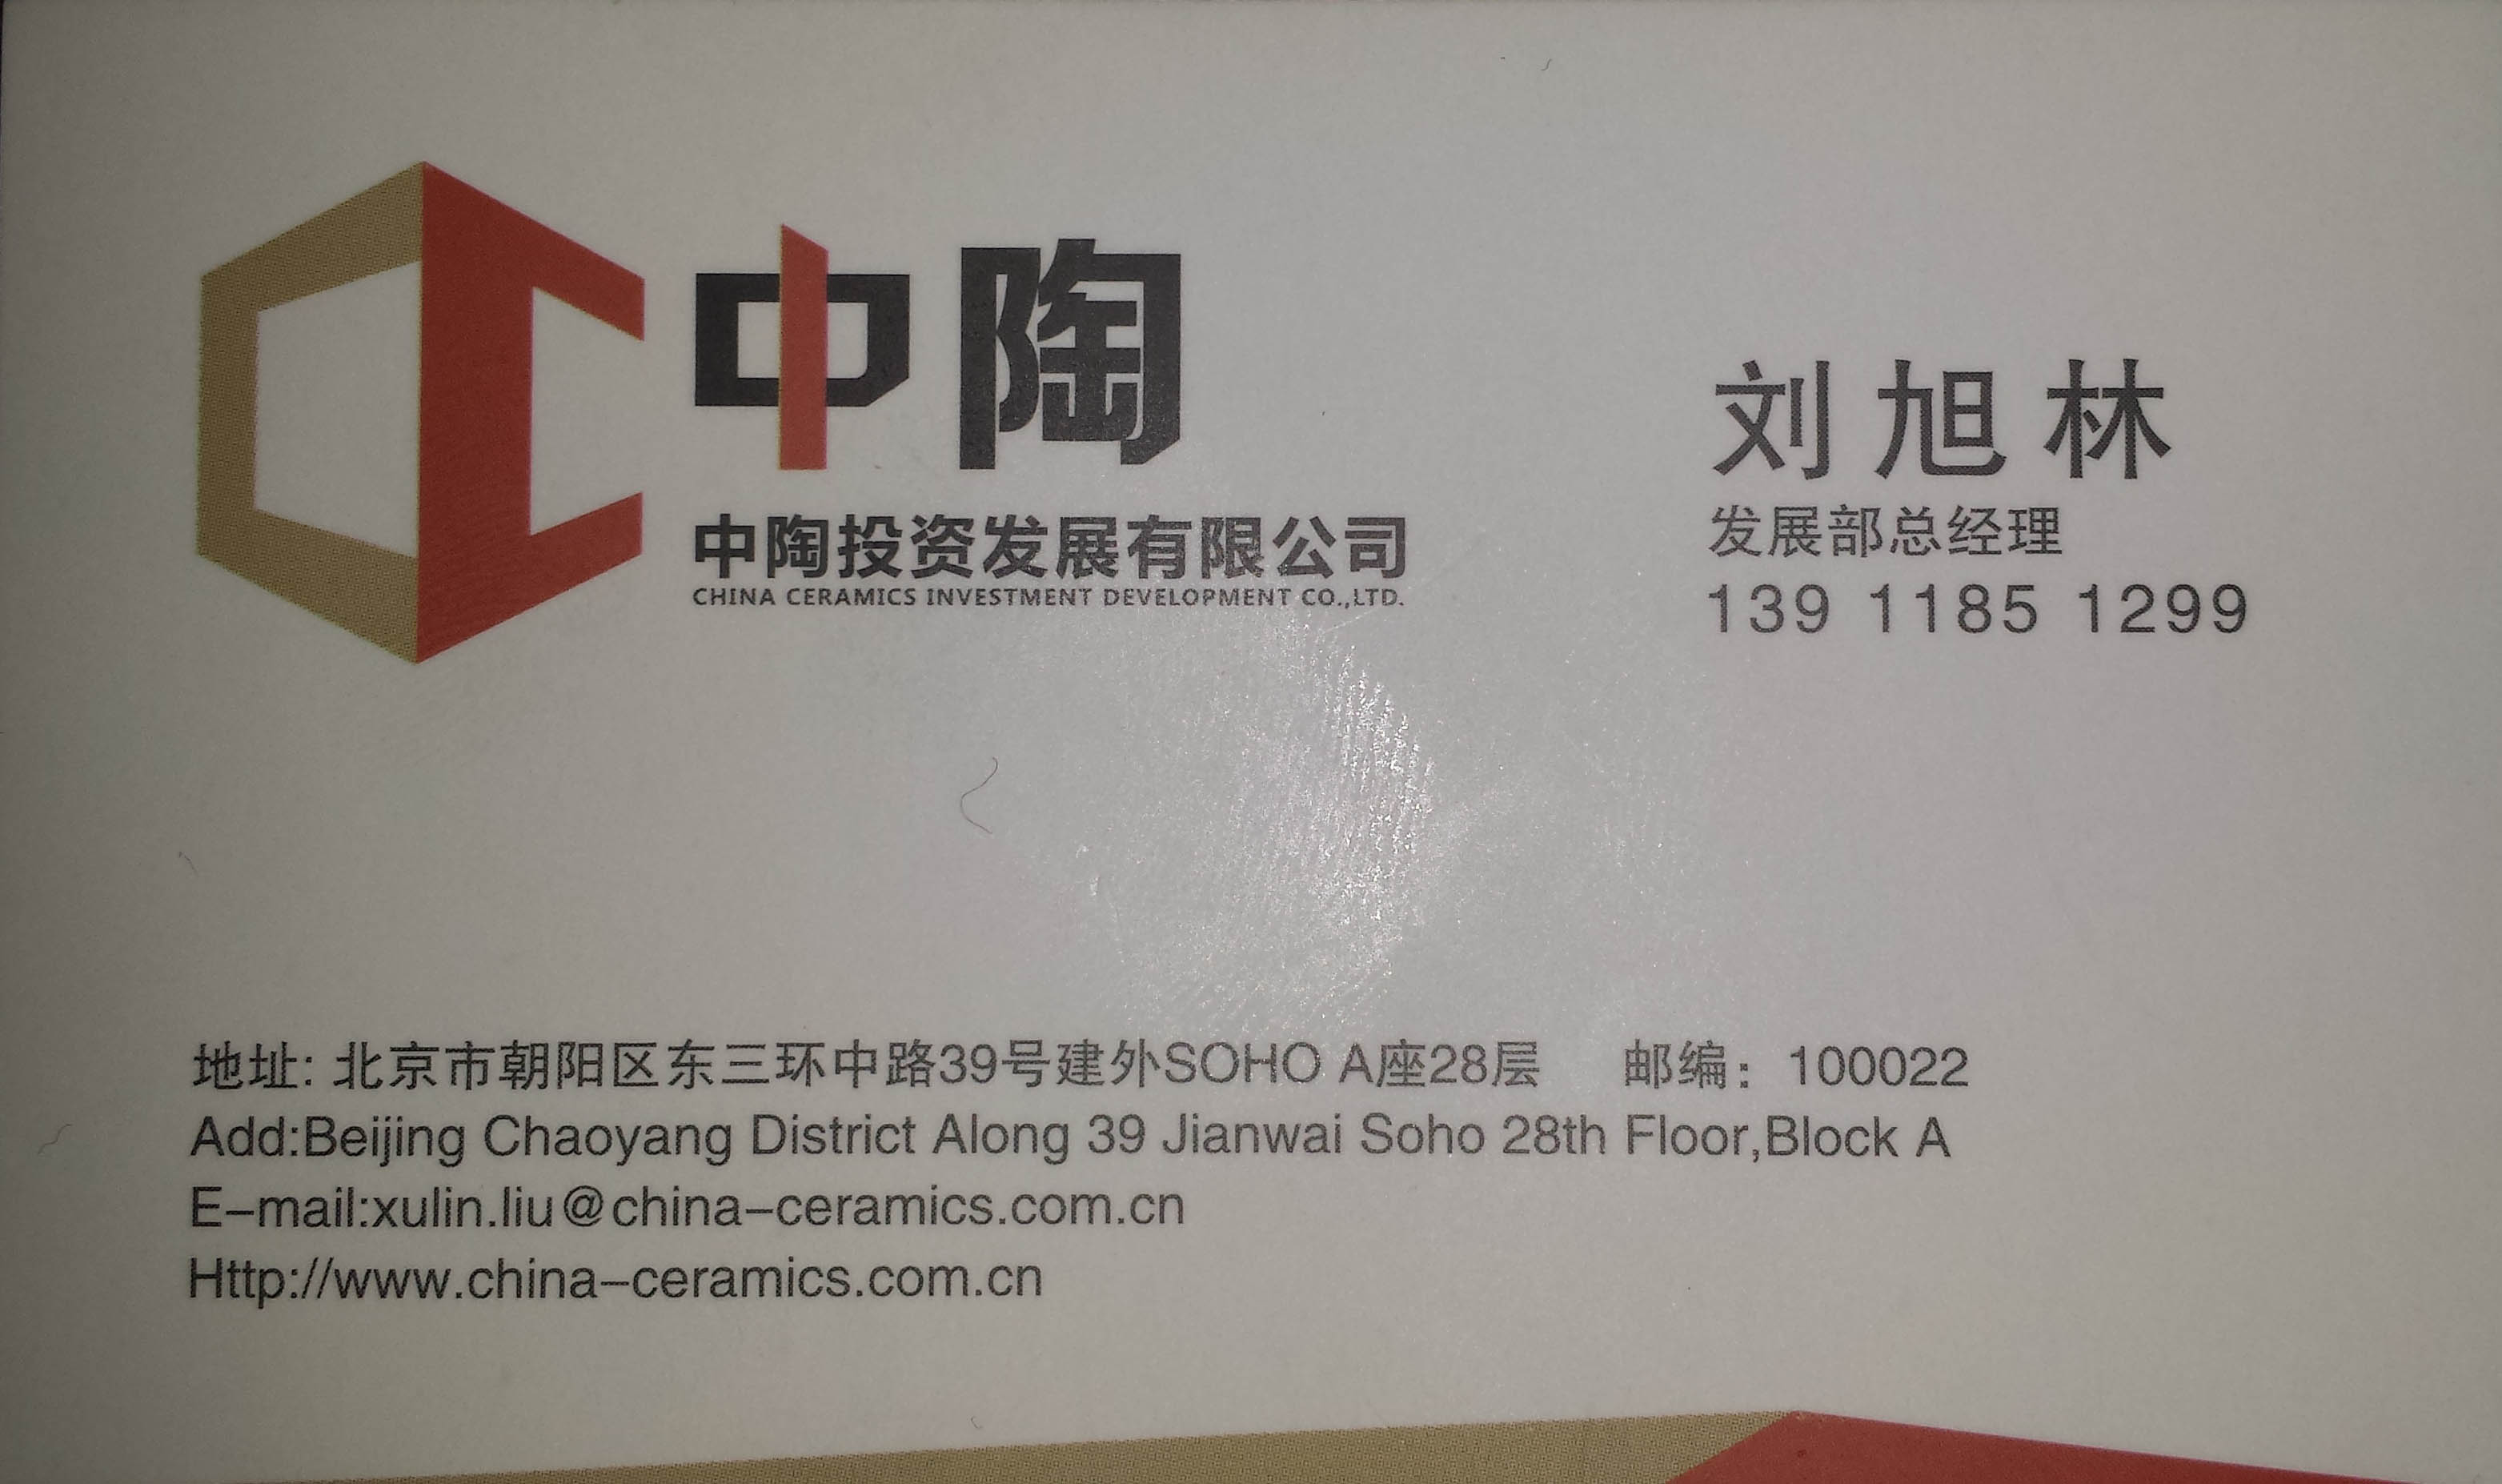 中陶
中陶投资发展有限公司
CHINA CERAMICS INVESTMENT DEVELOPMENT CO.,LTD.
刘旭林
发展部总经理
139 1185 1299
地址: 北京市朝阳区东三环中路39号建外SOHO A座28层 邮编：100022
Add:Beijing Chaoyang District Along 39 Jianwai Soho 28th Floor,Block A
E-mail:xulin.liu@china-ceramics.com.cn
Http://www.china-ceramics.com.cn